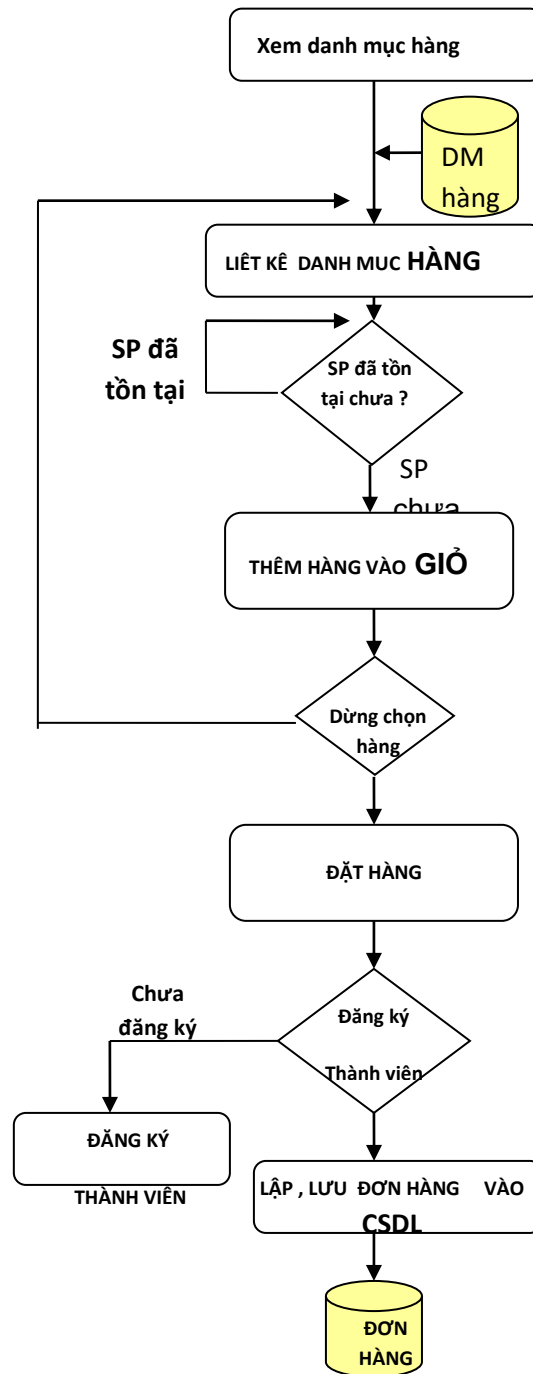 Xem danh mục hàng
DM
hàng
LIÊT KÊ DANH MUC HÀNG
SP đã
tồn tại
SP đã tồn
tại chưa ?
SP
chưa
THÊM HÀNG VÀO GIỎ
Dừng chọn
hàng
ĐẶT HÀNG
Chưa
đăng ký
Đăng ký
Thành viên
ĐĂNG KÝ
THÀNH VIÊN
LẬP , LƯU ĐƠN HÀNG VÀO
CSDL
ĐƠN
HÀNG